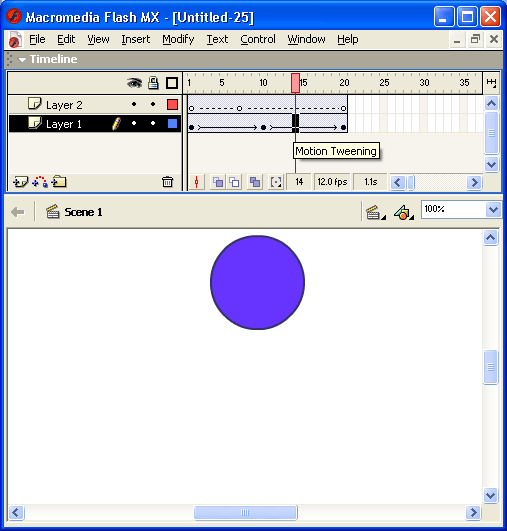 Macromedia Flash MX - [Untitled-25]
File Edit View Insert Modify Text Control Window Help
Timeline
1 5 10 15 20 25 30 35
Layer 2
Layer 1
Motion Tweening
14 12.0 fps 1.1s
Scene 1 100%